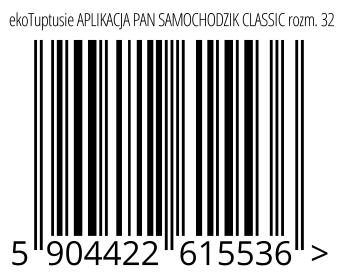 ekoTuptusie APLIKACJA PAN SAMOCHODZIK CLASSIC rozm. 32
5 904422 615536 >